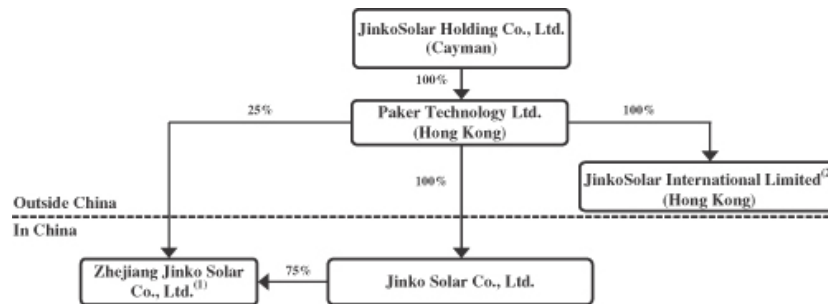 JinkoSolar Holding Co., Ltd.
(Cayman)
100%
25%
Paker Technology Ltd.
(Hong Kong)
100%
100%
JinkoSolar International Limited(2
(Hong Kong)
Outside China
In China
Zhejiang Jinko Solar
Co., Ltd.(1)
75%
Jinko Solar Co., Ltd.